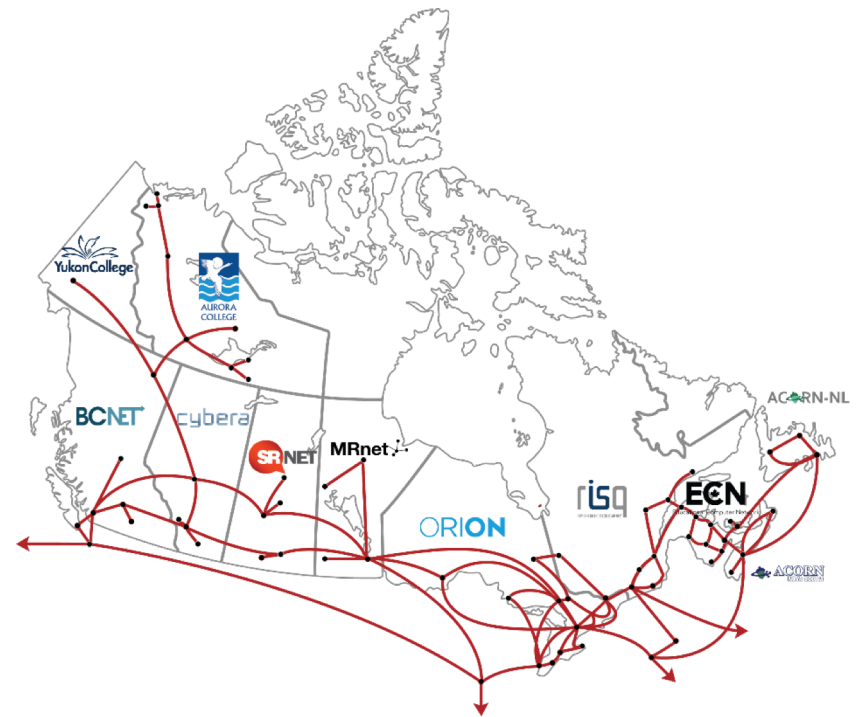 YukonCollege
AURORA
COLLEGE
BCNET
cybera
SRNET
MRnet
ORION
risq
ECN
ACORN-NL
ACORN